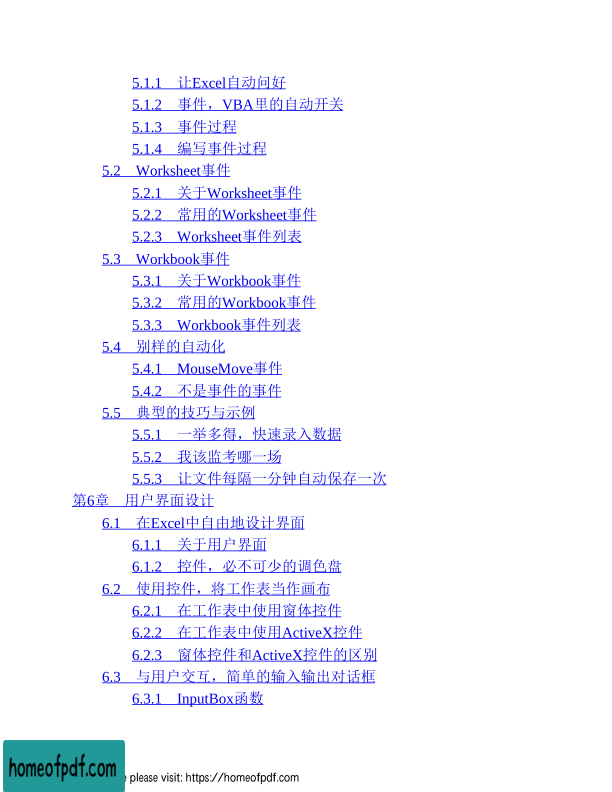 5.1.1 让Excel自动问好
5.1.2 事件，VBA里的自动开关
5.1.3 事件过程
5.1.4 编写事件过程
5.2 Worksheet事件
5.2.1 关于Worksheet事件
5.2.2 常用的Worksheet事件
5.2.3 Worksheet事件列表
5.3 Workbook事件
5.3.1 关于Workbook事件
5.3.2 常用的Workbook事件
5.3.3 Workbook事件列表
5.4 别样的自动化
5.4.1 MouseMove事件
5.4.2 不是事件的事件
5.5 典型的技巧与示例
5.5.1 一举多得，快速录入数据
5.5.2 我该监考哪一场
5.5.3 让文件每隔一分钟自动保存一次
第6章 用户界面设计
6.1 在Excel中自由地设计界面
6.1.1 关于用户界面
6.1.2 控件，必不可少的调色盘
6.2 使用控件，将工作表当作画布
6.2.1 在工作表中使用窗体控件
6.2.2 在工作表中使用ActiveX控件
6.2.3 窗体控件和ActiveX控件的区别
6.3 与用户交互，简单的输入输出对话框
6.3.1 InputBox函数
homeofpdf.com
please visit: https://homeofpdf.com